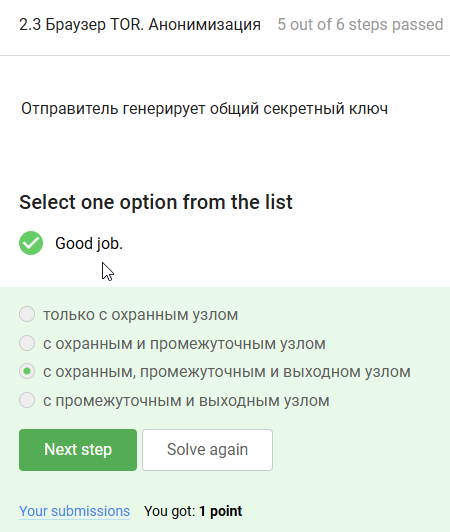 2.3 Браузер TOR. Анонимизация 5 out of 6 steps passed
Отправитель генерирует общий секретный ключ
Select one option from the list
Good job.
только с охранным узлом
с охранным и промежуточным узлом
с охранным, промежуточным и выходном узлом
с промежуточным и выходным узлом
Next step Solve again
Your submissions You got: 1 point